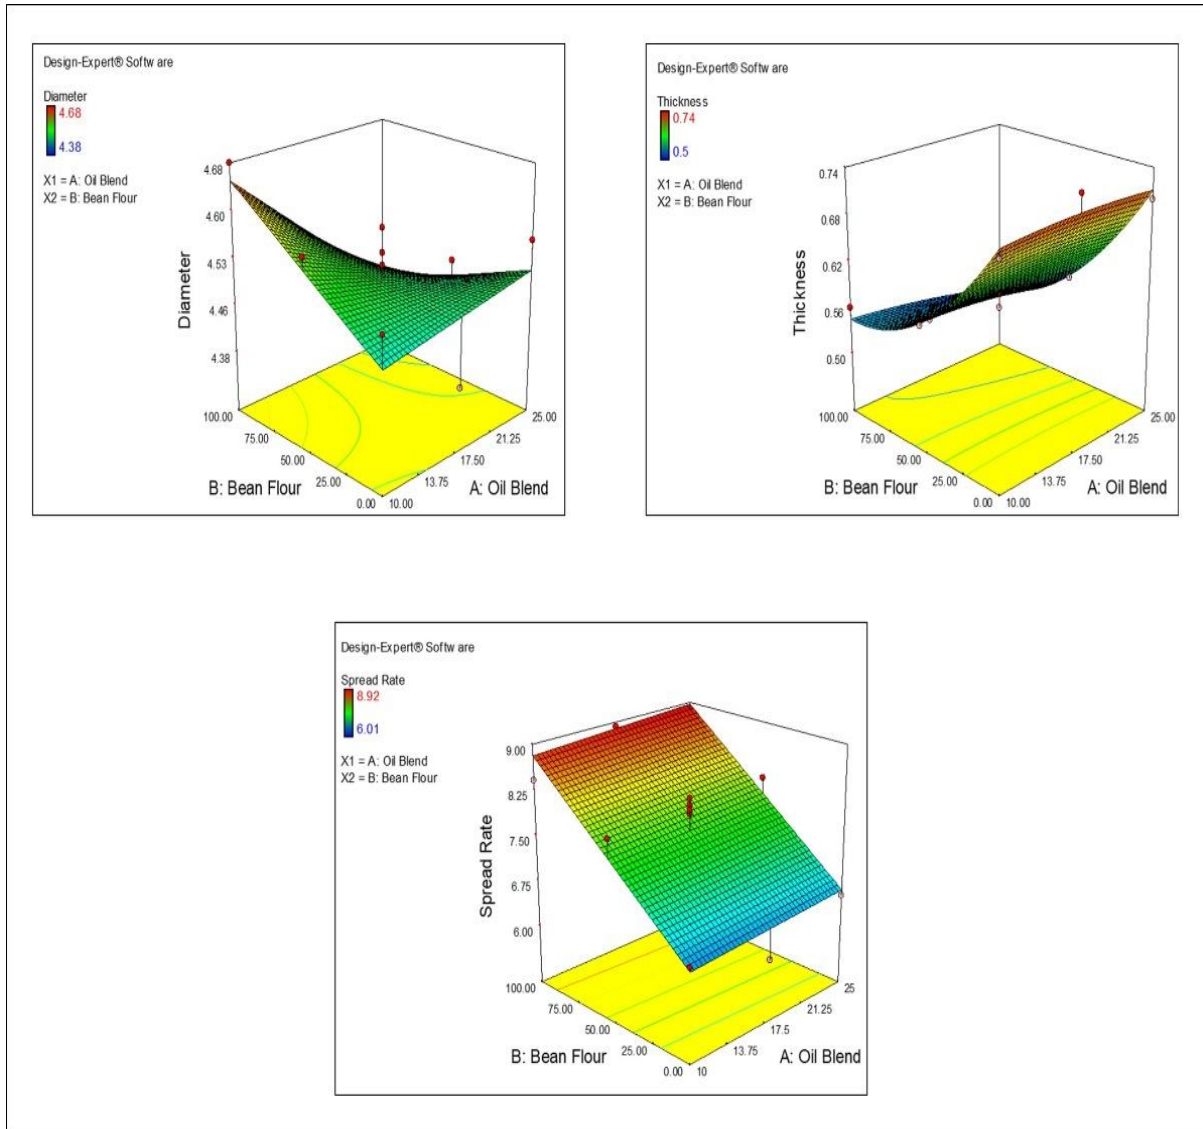 Design-Expert® Softw are
Diameter
4.68
4.38
X1 = A: Oil Blend
X2 = B: Bean Flour
4.68
4.60
4.53
4.46
4.38
Diameter
100.00
75.00
50.00
25.00
0.00
10.00
13.75
17.50
21.25
25.00
B: Bean Flour
A: Oil Blend
Design-Expert® Softw are
Thickness
0.74
0.5
X1 = A: Oil Blend
X2 = B: Bean Flour
0.74
0.68
0.62
0.56
0.50
Thickness
100.00
75.00
50.00
25.00
0.00
10.00
13.75
17.50
21.25
25.00
B: Bean Flour
A: Oil Blend
Design-Expert® Softw are
Spread Rate
8.92
6.01
X1 = A: Oil Blend
X2 = B: Bean Flour
9.00
8.25
7.50
6.75
6.00
Spread Rate
100.00
75.00
50.00
25.00
0.00
10
13.75
17.5
21.25
25
B: Bean Flour
A: Oil Blend